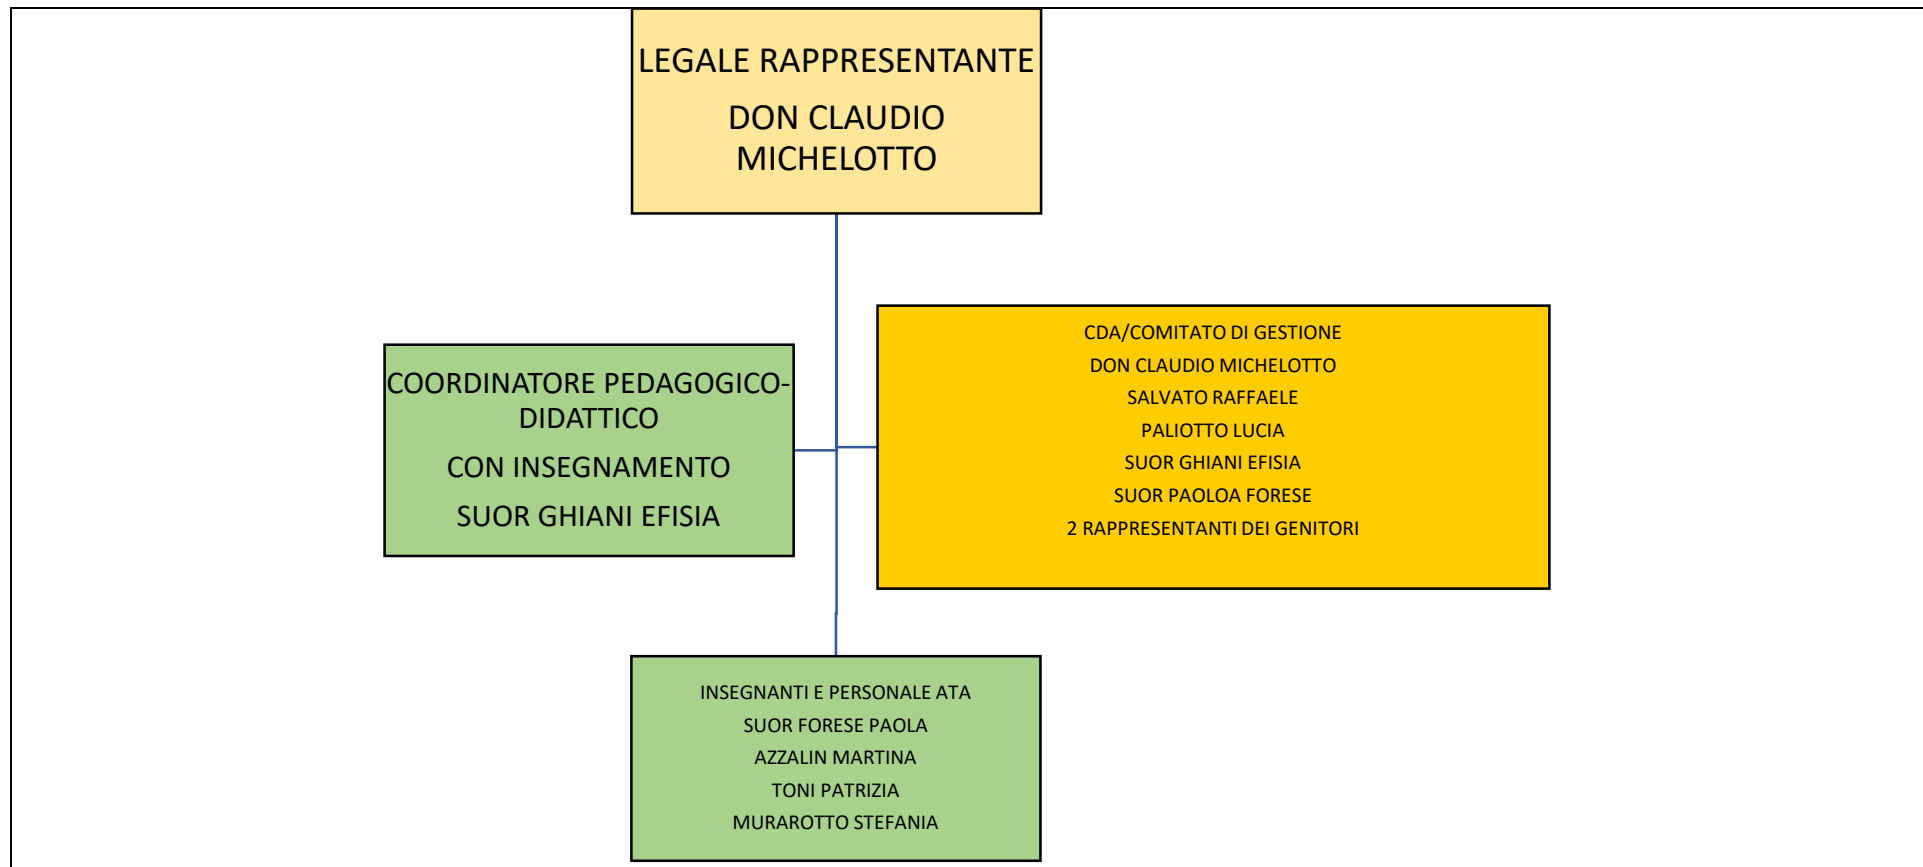 LEGALE RAPPRESENTANTE
DON CLAUDIO
MICHELOTTO
COORDINATORE PEDAGOGICO-
DIDATTICO
CON INSEGNAMENTO
SUOR GHIANI EFISIA
CDA/COMITATO DI GESTIONE
DON CLAUDIO MICHELOTTO
SALVATO RAFFAELE
PALIOTTO LUCIA
SUOR GHIANI EFISIA
SUOR PAOLOA FORESE
2 RAPPRESENTANTI DEI GENITORI
INSEGNANTI E PERSONALE ATA
SUOR FORESE PAOLA
AZZALIN MARTINA
TONI PATRIZIA
MURAROTTO STEFANIA